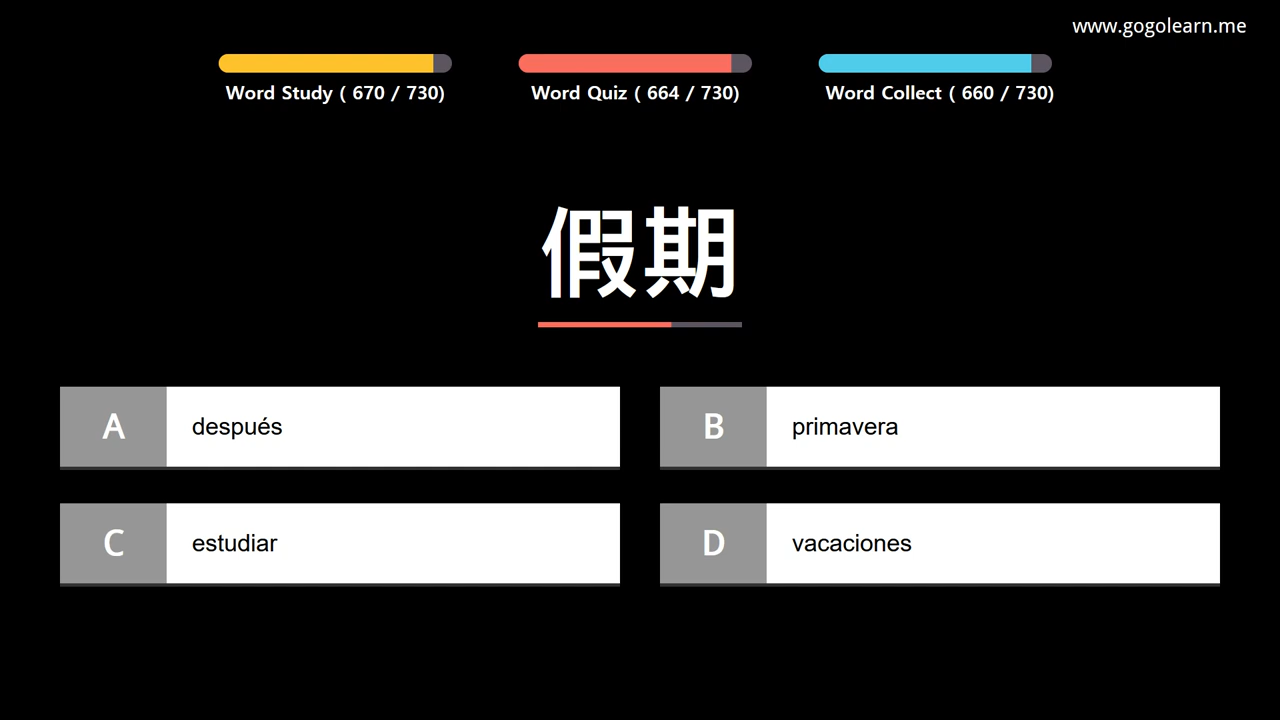 www.gogolearn.me
Word Study ( 670 / 730)
Word Quiz ( 664 / 730)
Word Collect ( 660 / 730)
假期
A después
B primavera
C estudiar
D vacaciones